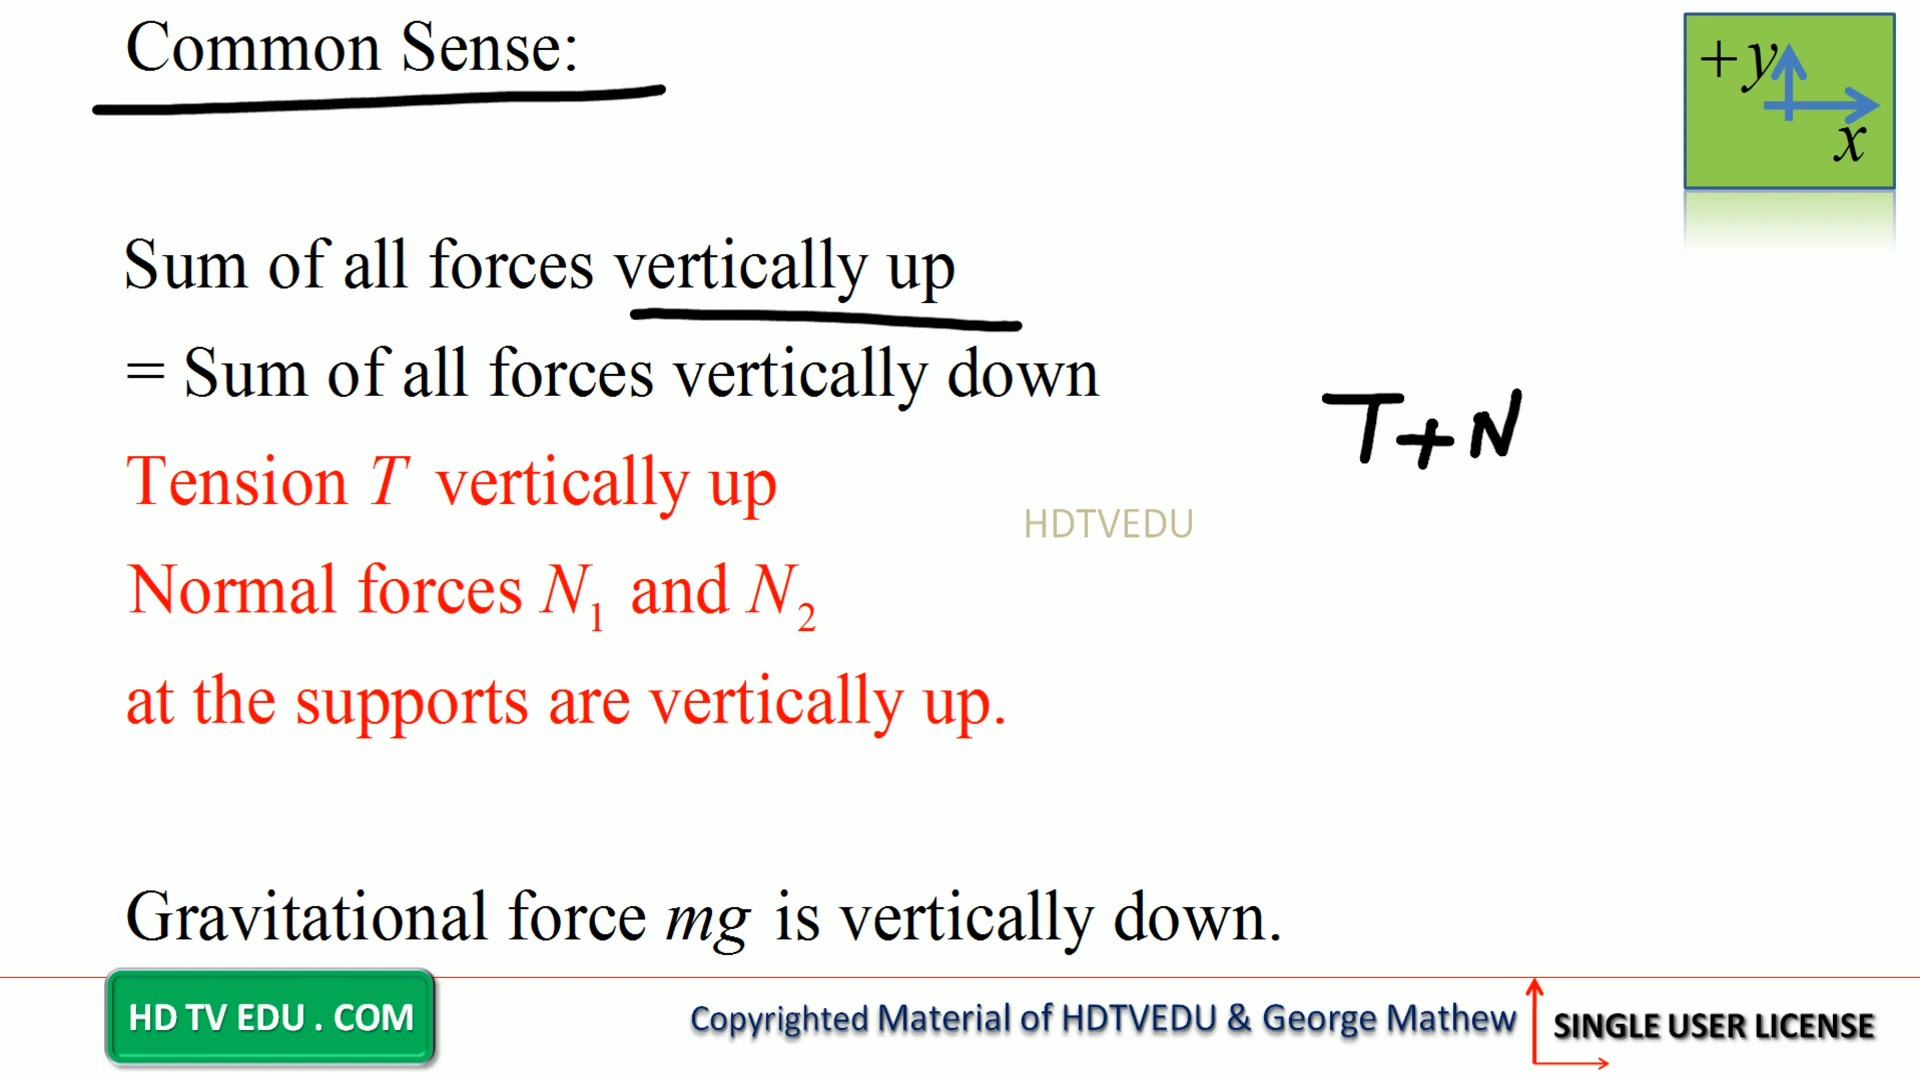 Common Sense:
+y
x
Sum of all forces vertically up
= Sum of all forces vertically down
T+N
Tension T vertically up
HDTVEDU
Normal forces N₁ and N₂
at the supports are vertically up.
Gravitational force mg is vertically down.
HD TV EDU . COM
Copyrighted Material of HDTVEDU & George Mathew
SINGLE USER LICENSE